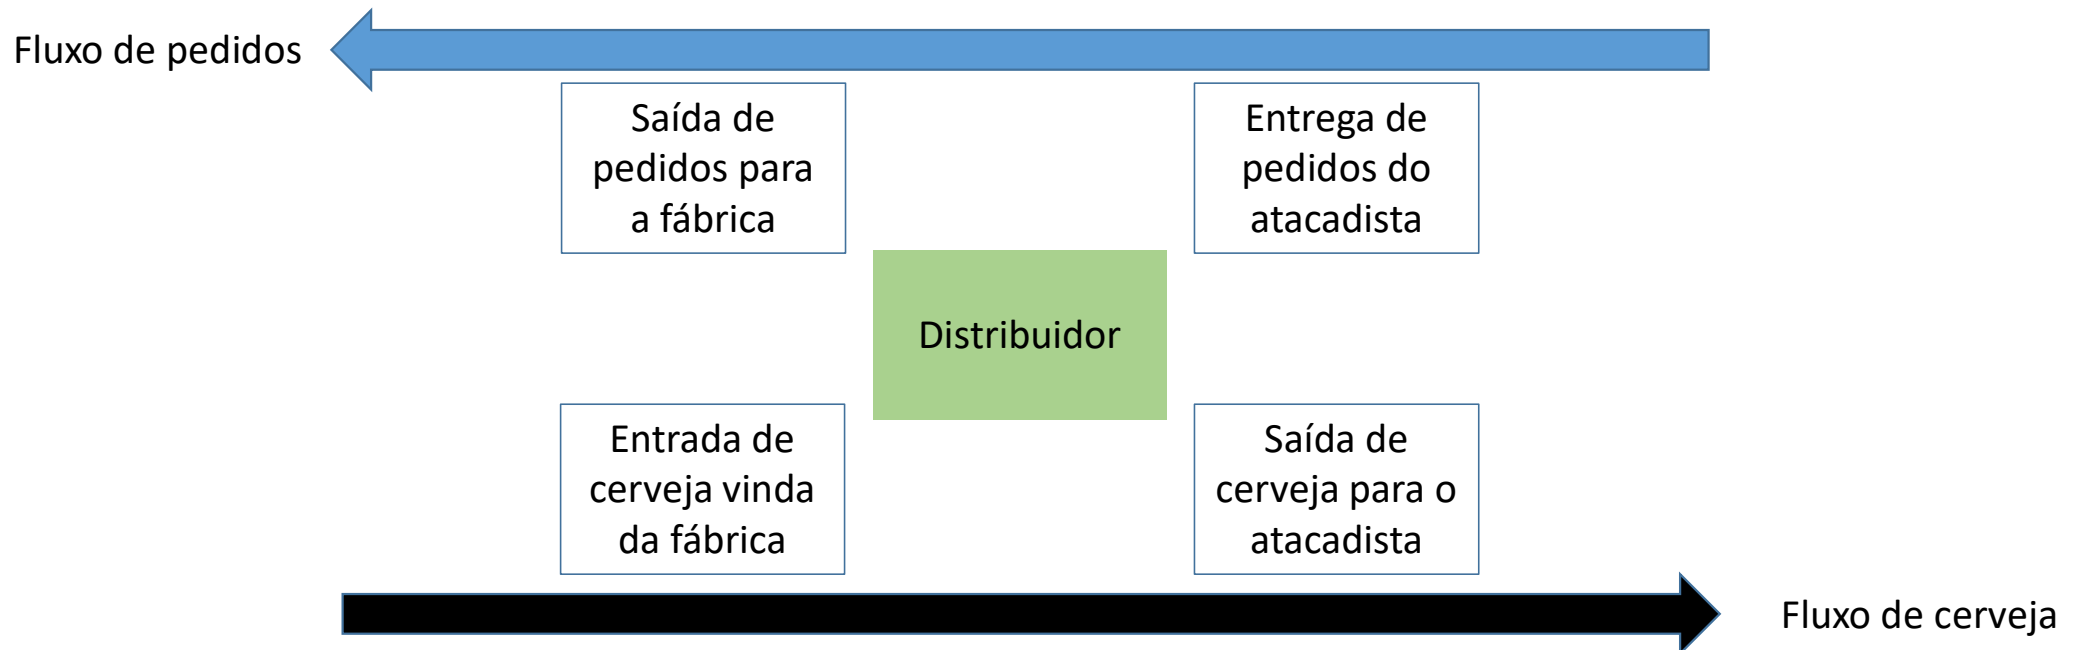 Fluxo de pedidos
Saída de
pedidos para
a fábrica
Entrega de
pedidos do
atacadista
Distribuidor
Entrada de
cerveja vinda
da fábrica
Saída de
cerveja para o
atacadista
Fluxo de cerveja